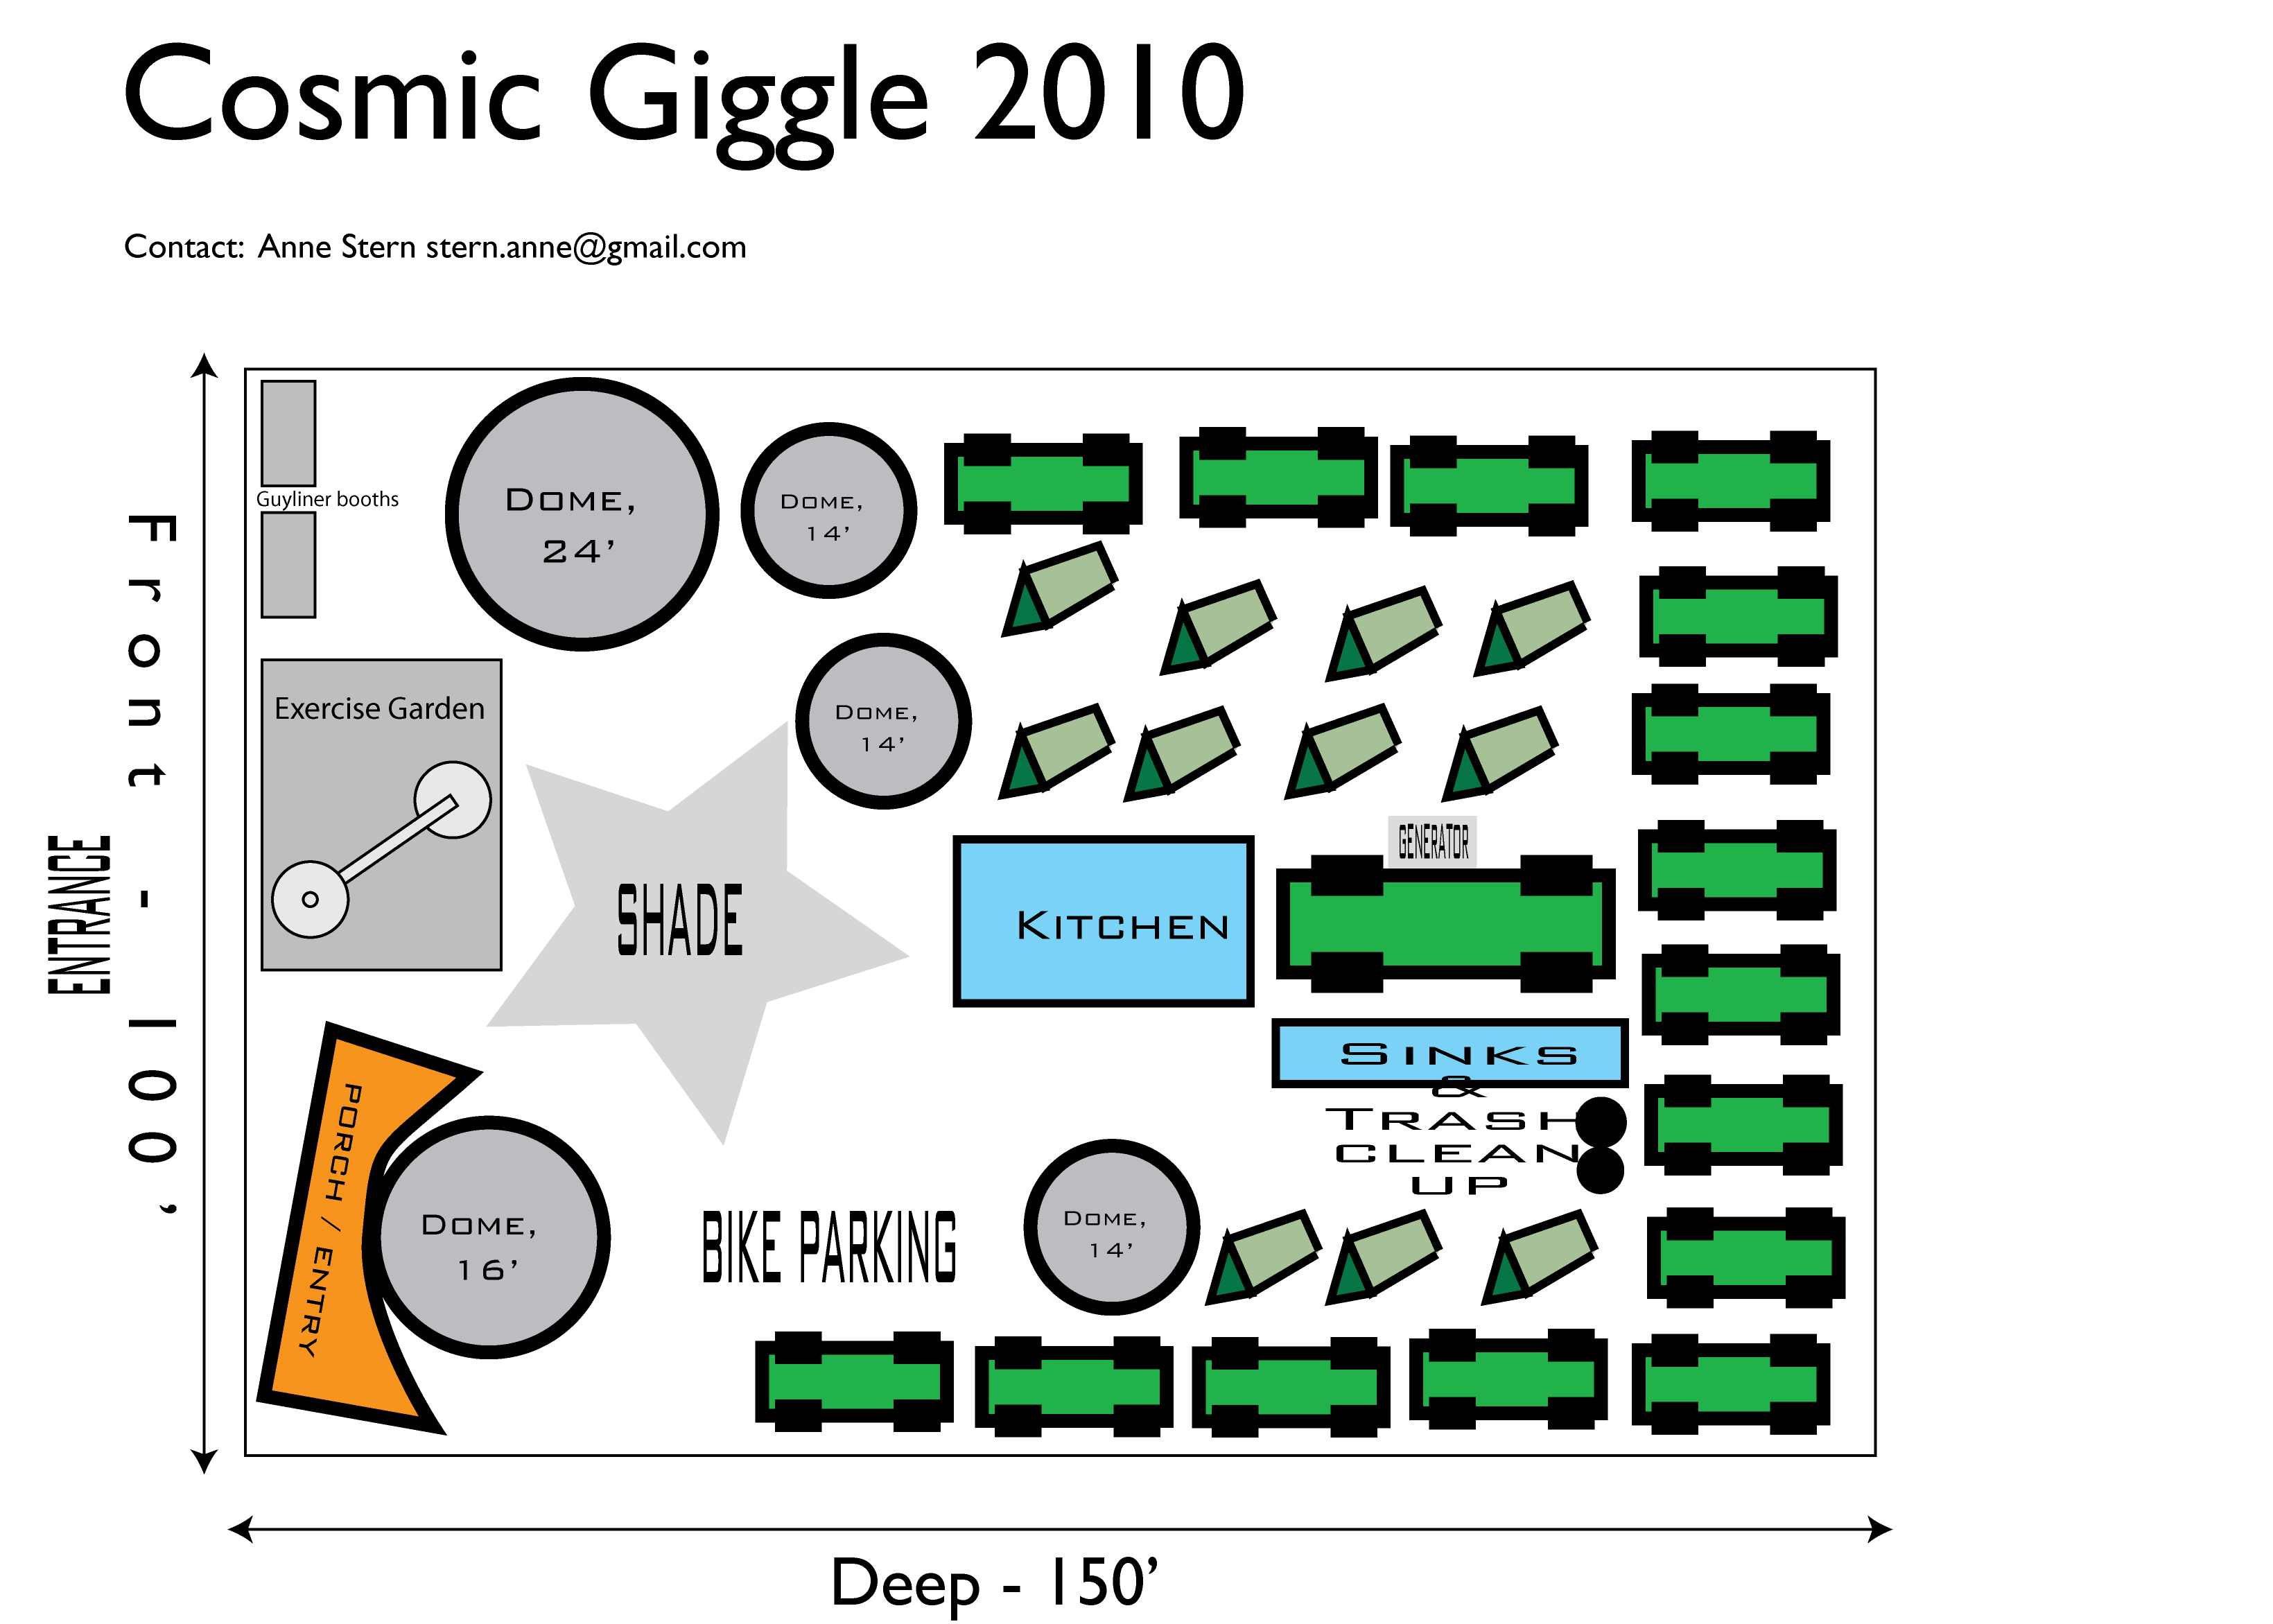 Cosmic Giggle 2010
Contact: Anne Stern stern.anne@gmail.com
ENTRANCE
Front - 100'
Guyliner booths
Dome,
24'
Dome,
14'
Exercise Garden
Dome,
14'
SHADE
GENERATOR
Kitchen
Sinks
&
Trash
clean
up
PORCH / ENTRY
Dome,
16'
BIKE PARKING
Dome,
14'
Deep - 150'